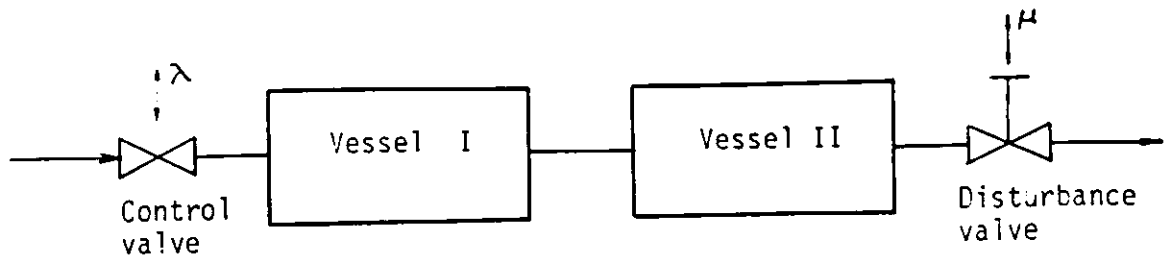 μ
λ
Vessel I
Vessel II
Control
valve
Disturbance
valve